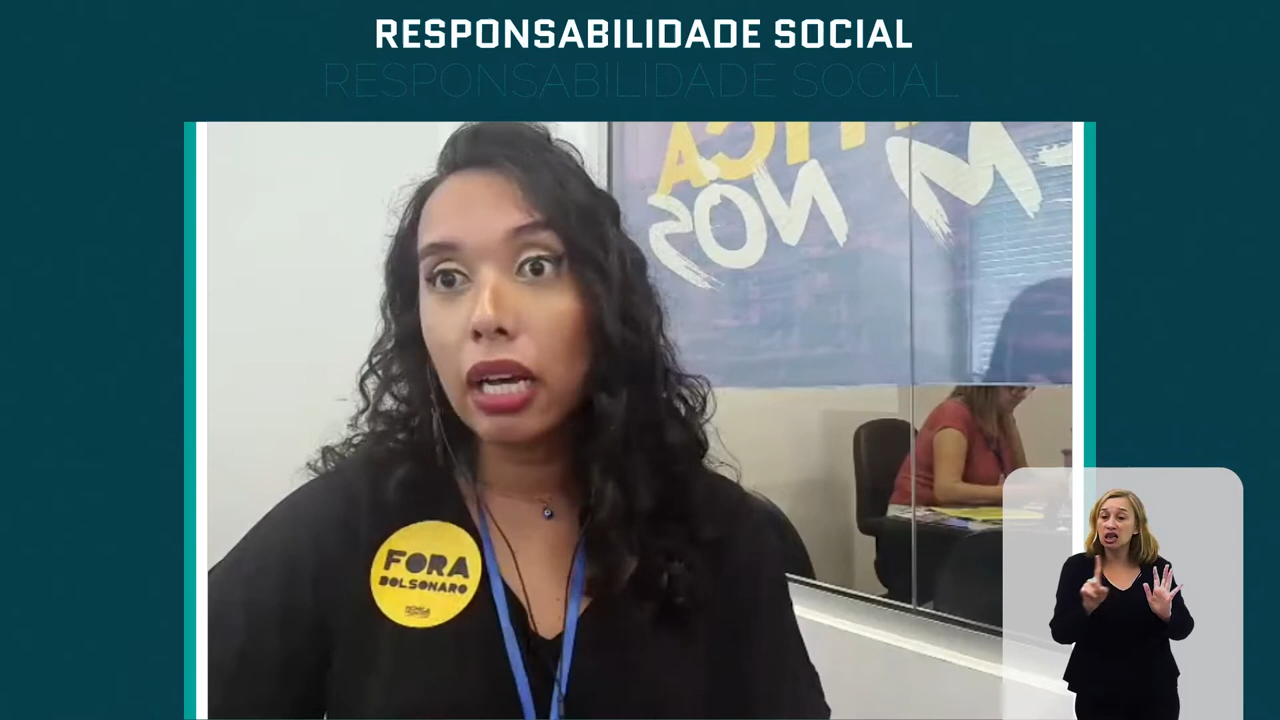 RESPONSABILIDADE SOCIAL
RESPONSABILIDADE SOCIAL
NÓS
FORA
BOLSONARO